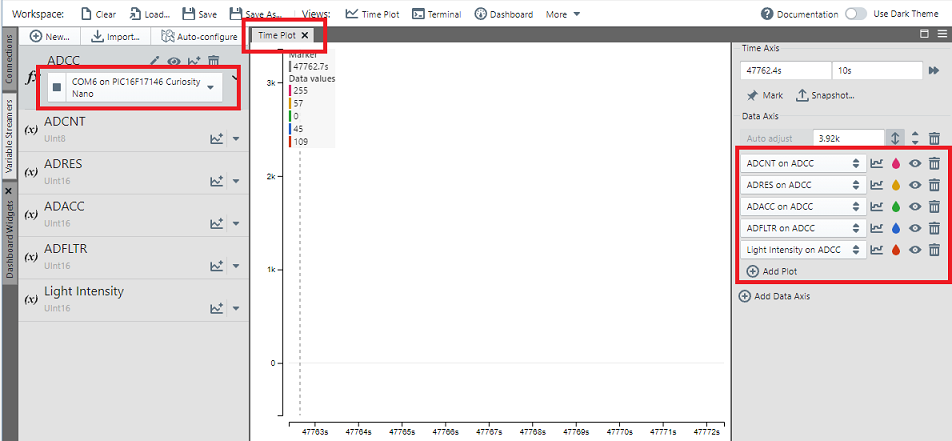 Workspace: Clear Load... Save Save As... Views: Time Plot Terminal Dashboard More Documentation Use Dark Theme
Connections
Variable Streamers
Dashboard Widgets
New... Import... Auto-configure
ADCC
COM6 on PIC16F17146 Curiosity
Nano
(x) ADCNT
Uint8
(x) ADRES
Uint16
(x) ADACC
Uint16
(x) ADFLTR
Uint16
(x) Light Intensity
Uint16
Time Plot
Marker
47762.7s
Data values
255
57
0
45
109
3k
2k
1k
0
47763s 47764s 47765s 47766s 47767s 47768s 47769s 47770s 47771s 47772s
Time Axis
47762.4s 10s
Mark Snapshot...
Data Axis
Auto adjust 3.92k
ADCNT on ADCC
ADRES on ADCC
ADACC on ADCC
ADFLTR on ADCC
Light Intensity on ADCC
Add Plot
Add Data Axis